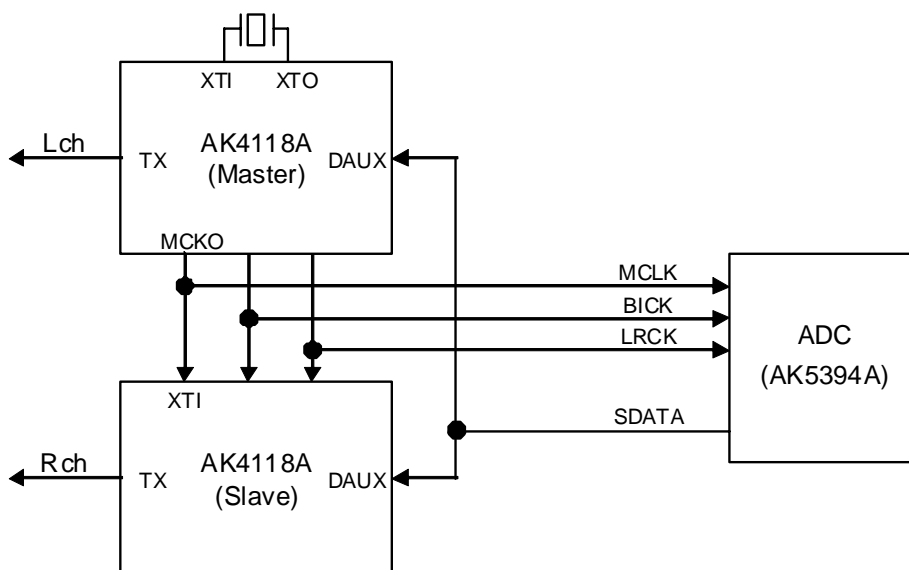 XTI XTO
Lch
TX
AK4118A
(Master)
DAUX
MCKO
MCLK
BICK
LRCK
ADC
(AK5394A)
XTI
SDATA
Rch
TX
AK4118A
(Slave)
DAUX